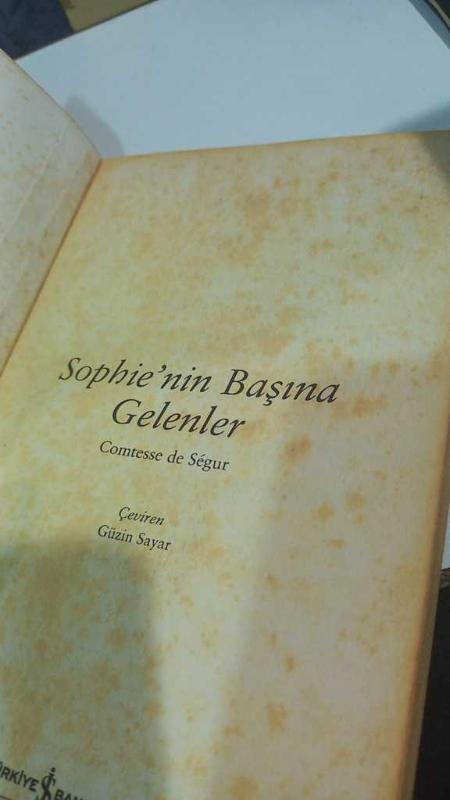 Sophie'nin Başına
Gelenler
Comtesse de Ségur
Çeviren
Güzin Sayar